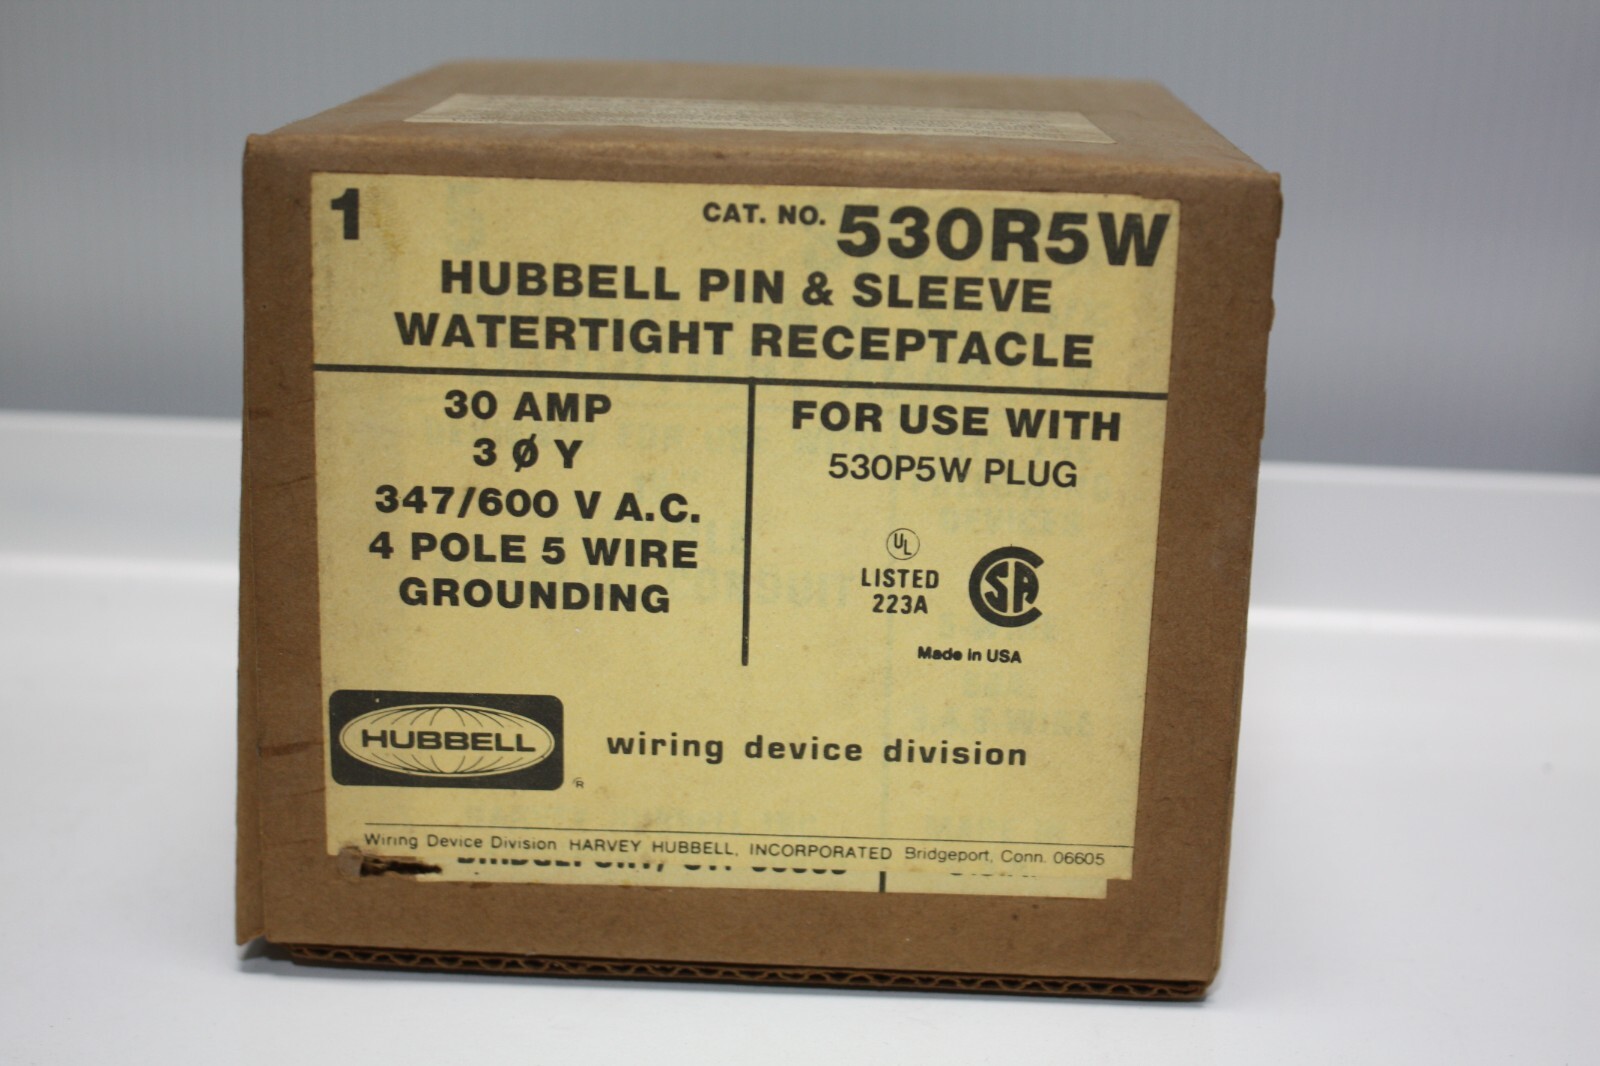 1
CAT. NO. 530R5W
HUBBELL PIN & SLEEVE
WATERTIGHT RECEPTACLE
30 AMP
3 Ø Y
347/600 V A.C.
4 POLE 5 WIRE
GROUNDING
FOR USE WITH
530P5W PLUG
UL
LISTED
223A
CSA
Made in USA
HUBBELL
R
wiring device division
Wiring Device Division HARVEY HUBBELL, INCORPORATED Bridgeport, Conn. 06605